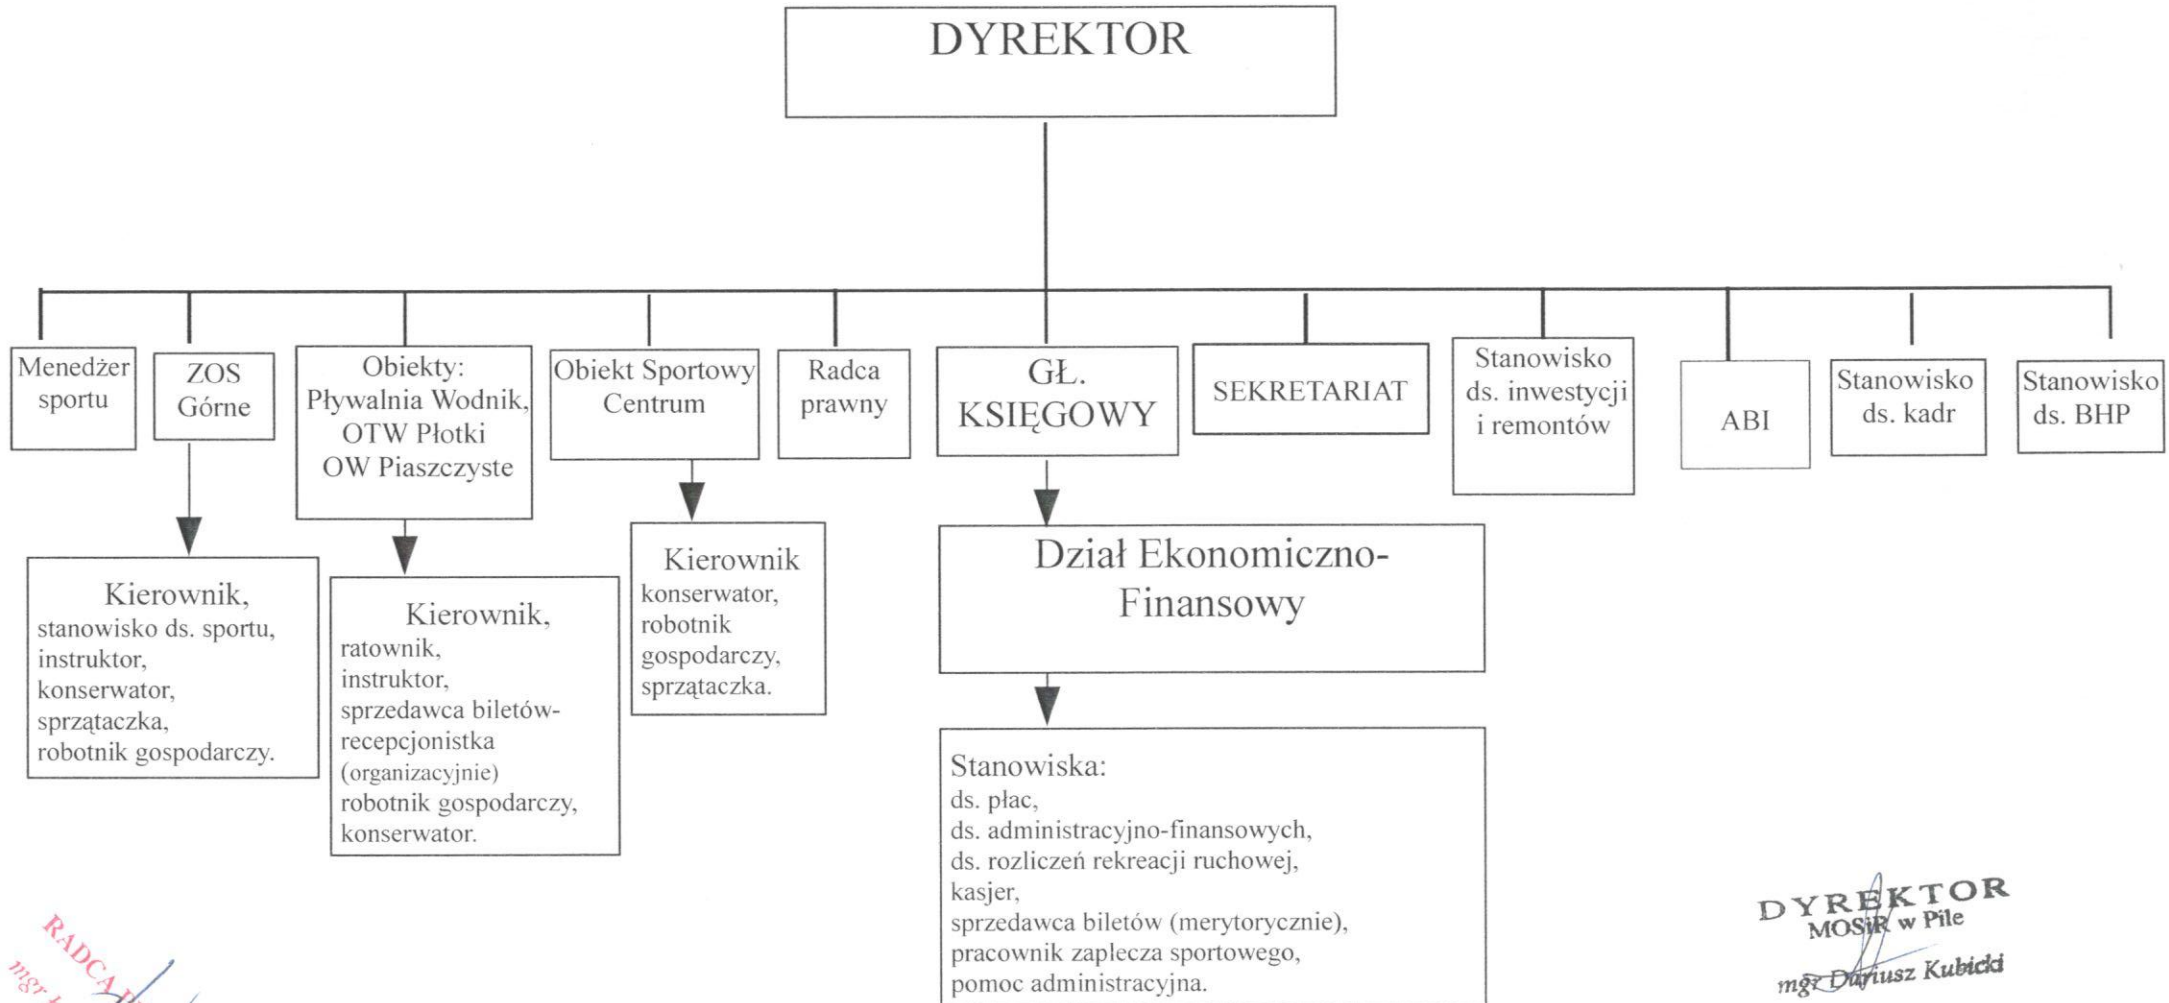 DYREKTOR
Menedżer
sportu
ZOS
Górne
Obiekty:
Pływalnia Wodnik,
OTW Płotki
OW Piaszczyste
Obiekt Sportowy
Centrum
Radca
prawny
GŁ.
KSIĘGOWY
SEKRETARIAT
Stanowisko
ds. inwestycji
i remontów
ABI
Stanowisko
ds. kadr
Stanowisko
ds. BHP
Kierownik,
stanowisko ds. sportu,
instruktor,
konserwator,
sprzątaczka,
robotnik gospodarczy.
Kierownik,
ratownik,
instruktor,
sprzedawca biletów-
recepcjonistka
(organizacyjnie)
robotnik gospodarczy,
konserwator.
Kierownik
konserwator,
robotnik
gospodarczy,
sprzątaczka.
Dział Ekonomiczno-
Finansowy
Stanowiska:
ds. płac,
ds. administracyjno-finansowych,
ds. rozliczeń rekreacji ruchowej,
kasjer,
sprzedawca biletów (merytorycznie),
pracownik zaplecza sportowego,
pomoc administracyjna.
RADCA
mgr
DYREKTOR
MOSiR w Pile
mgr Dariusz Kubicki